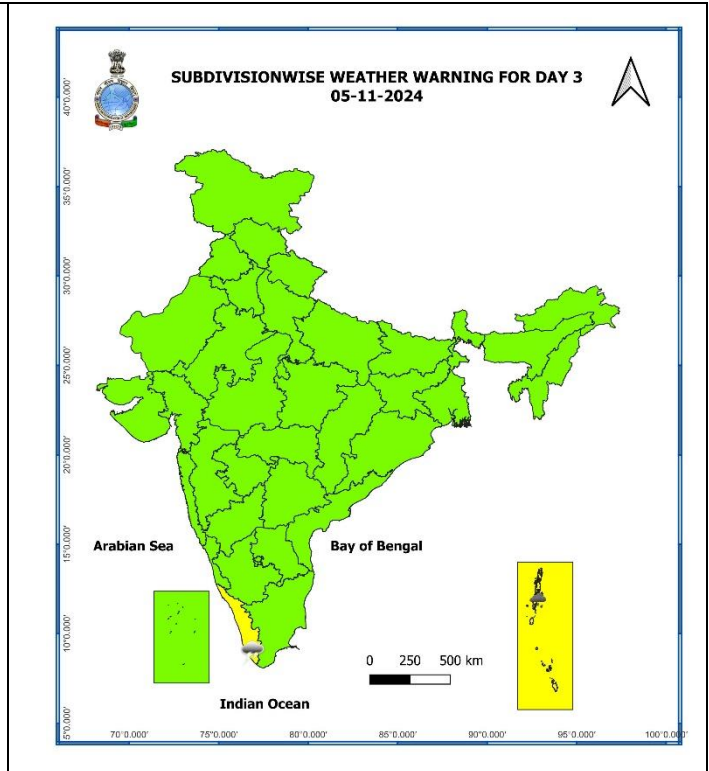 SUBDIVISIONWISE WEATHER WARNING FOR DAY 3
05-11-2024
40°0.000'
35°0.000'
30°0.000'
25°0.000'
20°0.000'
15°0.000'
10°0.000'
5°0.000'
Arabian Sea
Bay of Bengal
0 250 500 km
Indian Ocean
70°0.000' 75°0.000' 80°0.000' 85°0.000' 90°0.000' 95°0.000' 100°0.000'